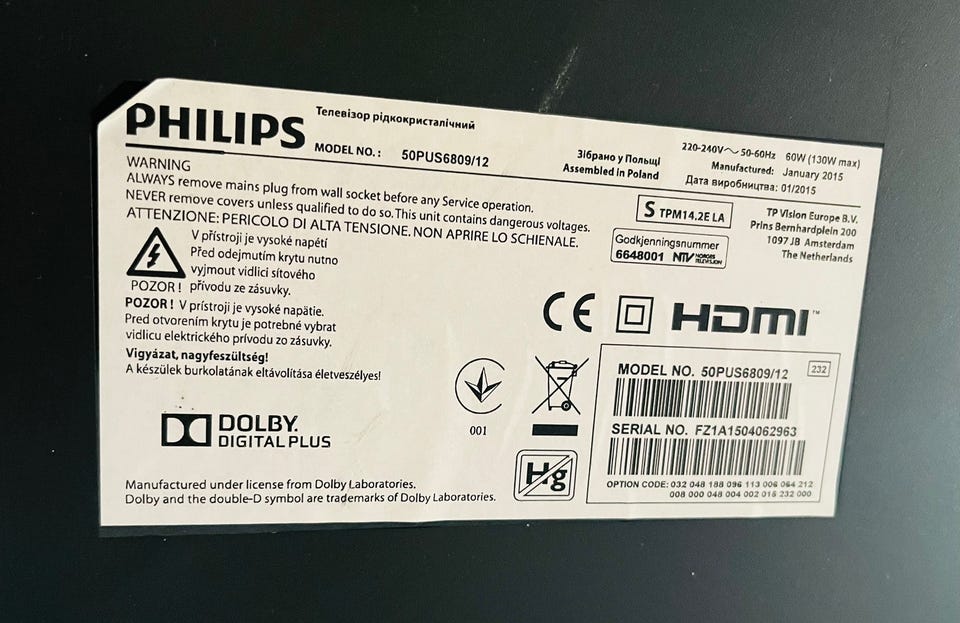 PHILIPS
Телевізор рідкокристалічний
MODEL NO.: 50PUS6809/12
Зібрано у Польщі
Assembled in Poland
220-240V～ 50-60Hz 60W (130W max)
Manufactured: January 2015
Дата виробництва: 01/2015
WARNING
ALWAYS remove mains plug from wall socket before any Service operation.
NEVER remove covers unless qualified to do so. This unit contains dangerous voltages.
ATTENZIONE: PERICOLO DI ALTA TENSIONE. NON APRIRE LO SCHIENALE.
S TPM14.2E LA
TP Vision Europe B.V.
Prins Bernhardplein 200
1097 JB Amsterdam
The Netherlands
Godkjenningsnummer
6648001 NTV NORGES
TELEVISJON
V přístroji je vysoké napětí
Před odejmutím krytu nutno
vyjmout vidlici síťového
POZOR! přívodu ze zásuvky.
POZOR! V prístroji je vysoké napätie.
Pred otvorením krytu je potrebné vybrat
vidlicu elektrického prívodu zo zásuvky.
Vigyázat, nagyfeszültség!
A készülek burkolatának eltávolítása életveszélyes!
CE HDMI™
001
DOLBY.
DIGITAL PLUS
Hg
MODEL NO. 50PUS6809/12 232
SERIAL NO. FZ1A1504062963
OPTION CODE: 032 048 188 096 113 006 064 212
008 000 048 004 002 015 232 000
Manufactured under license from Dolby Laboratories.
Dolby and the double-D symbol are trademarks of Dolby Laboratories.